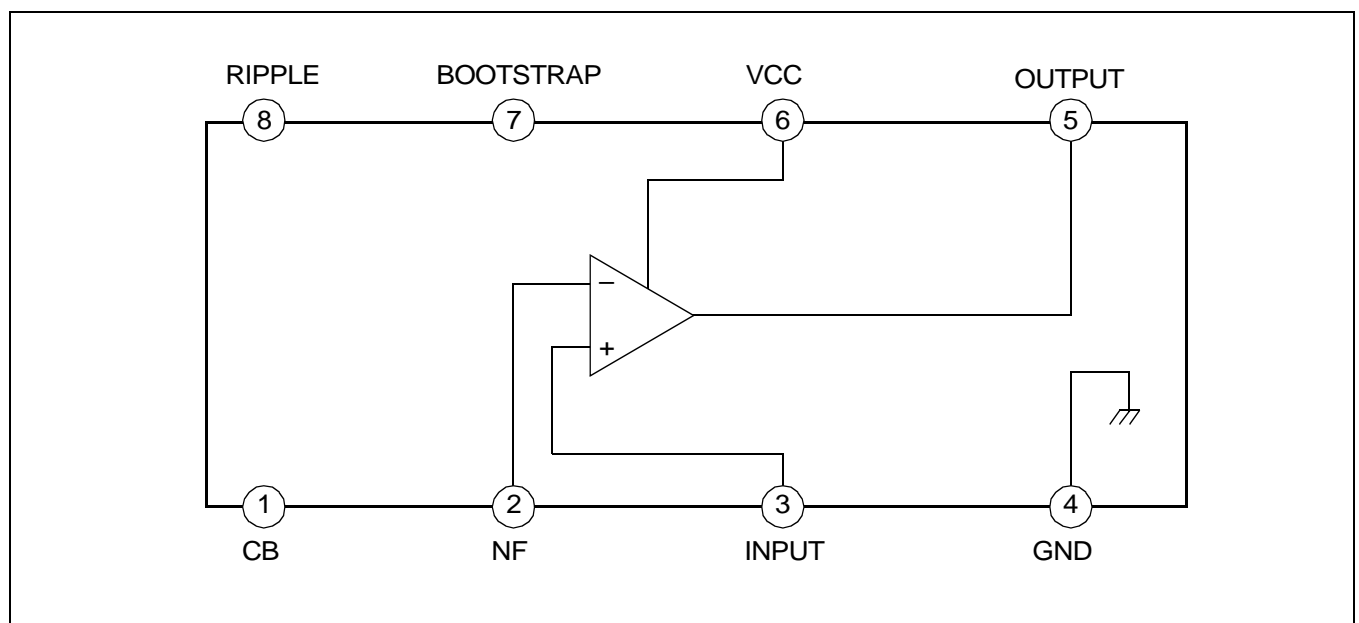 RIPPLE BOOTSTRAP VCC OUTPUT
8 7 6 5
−
+
1 2 3 4
CB NF INPUT GND